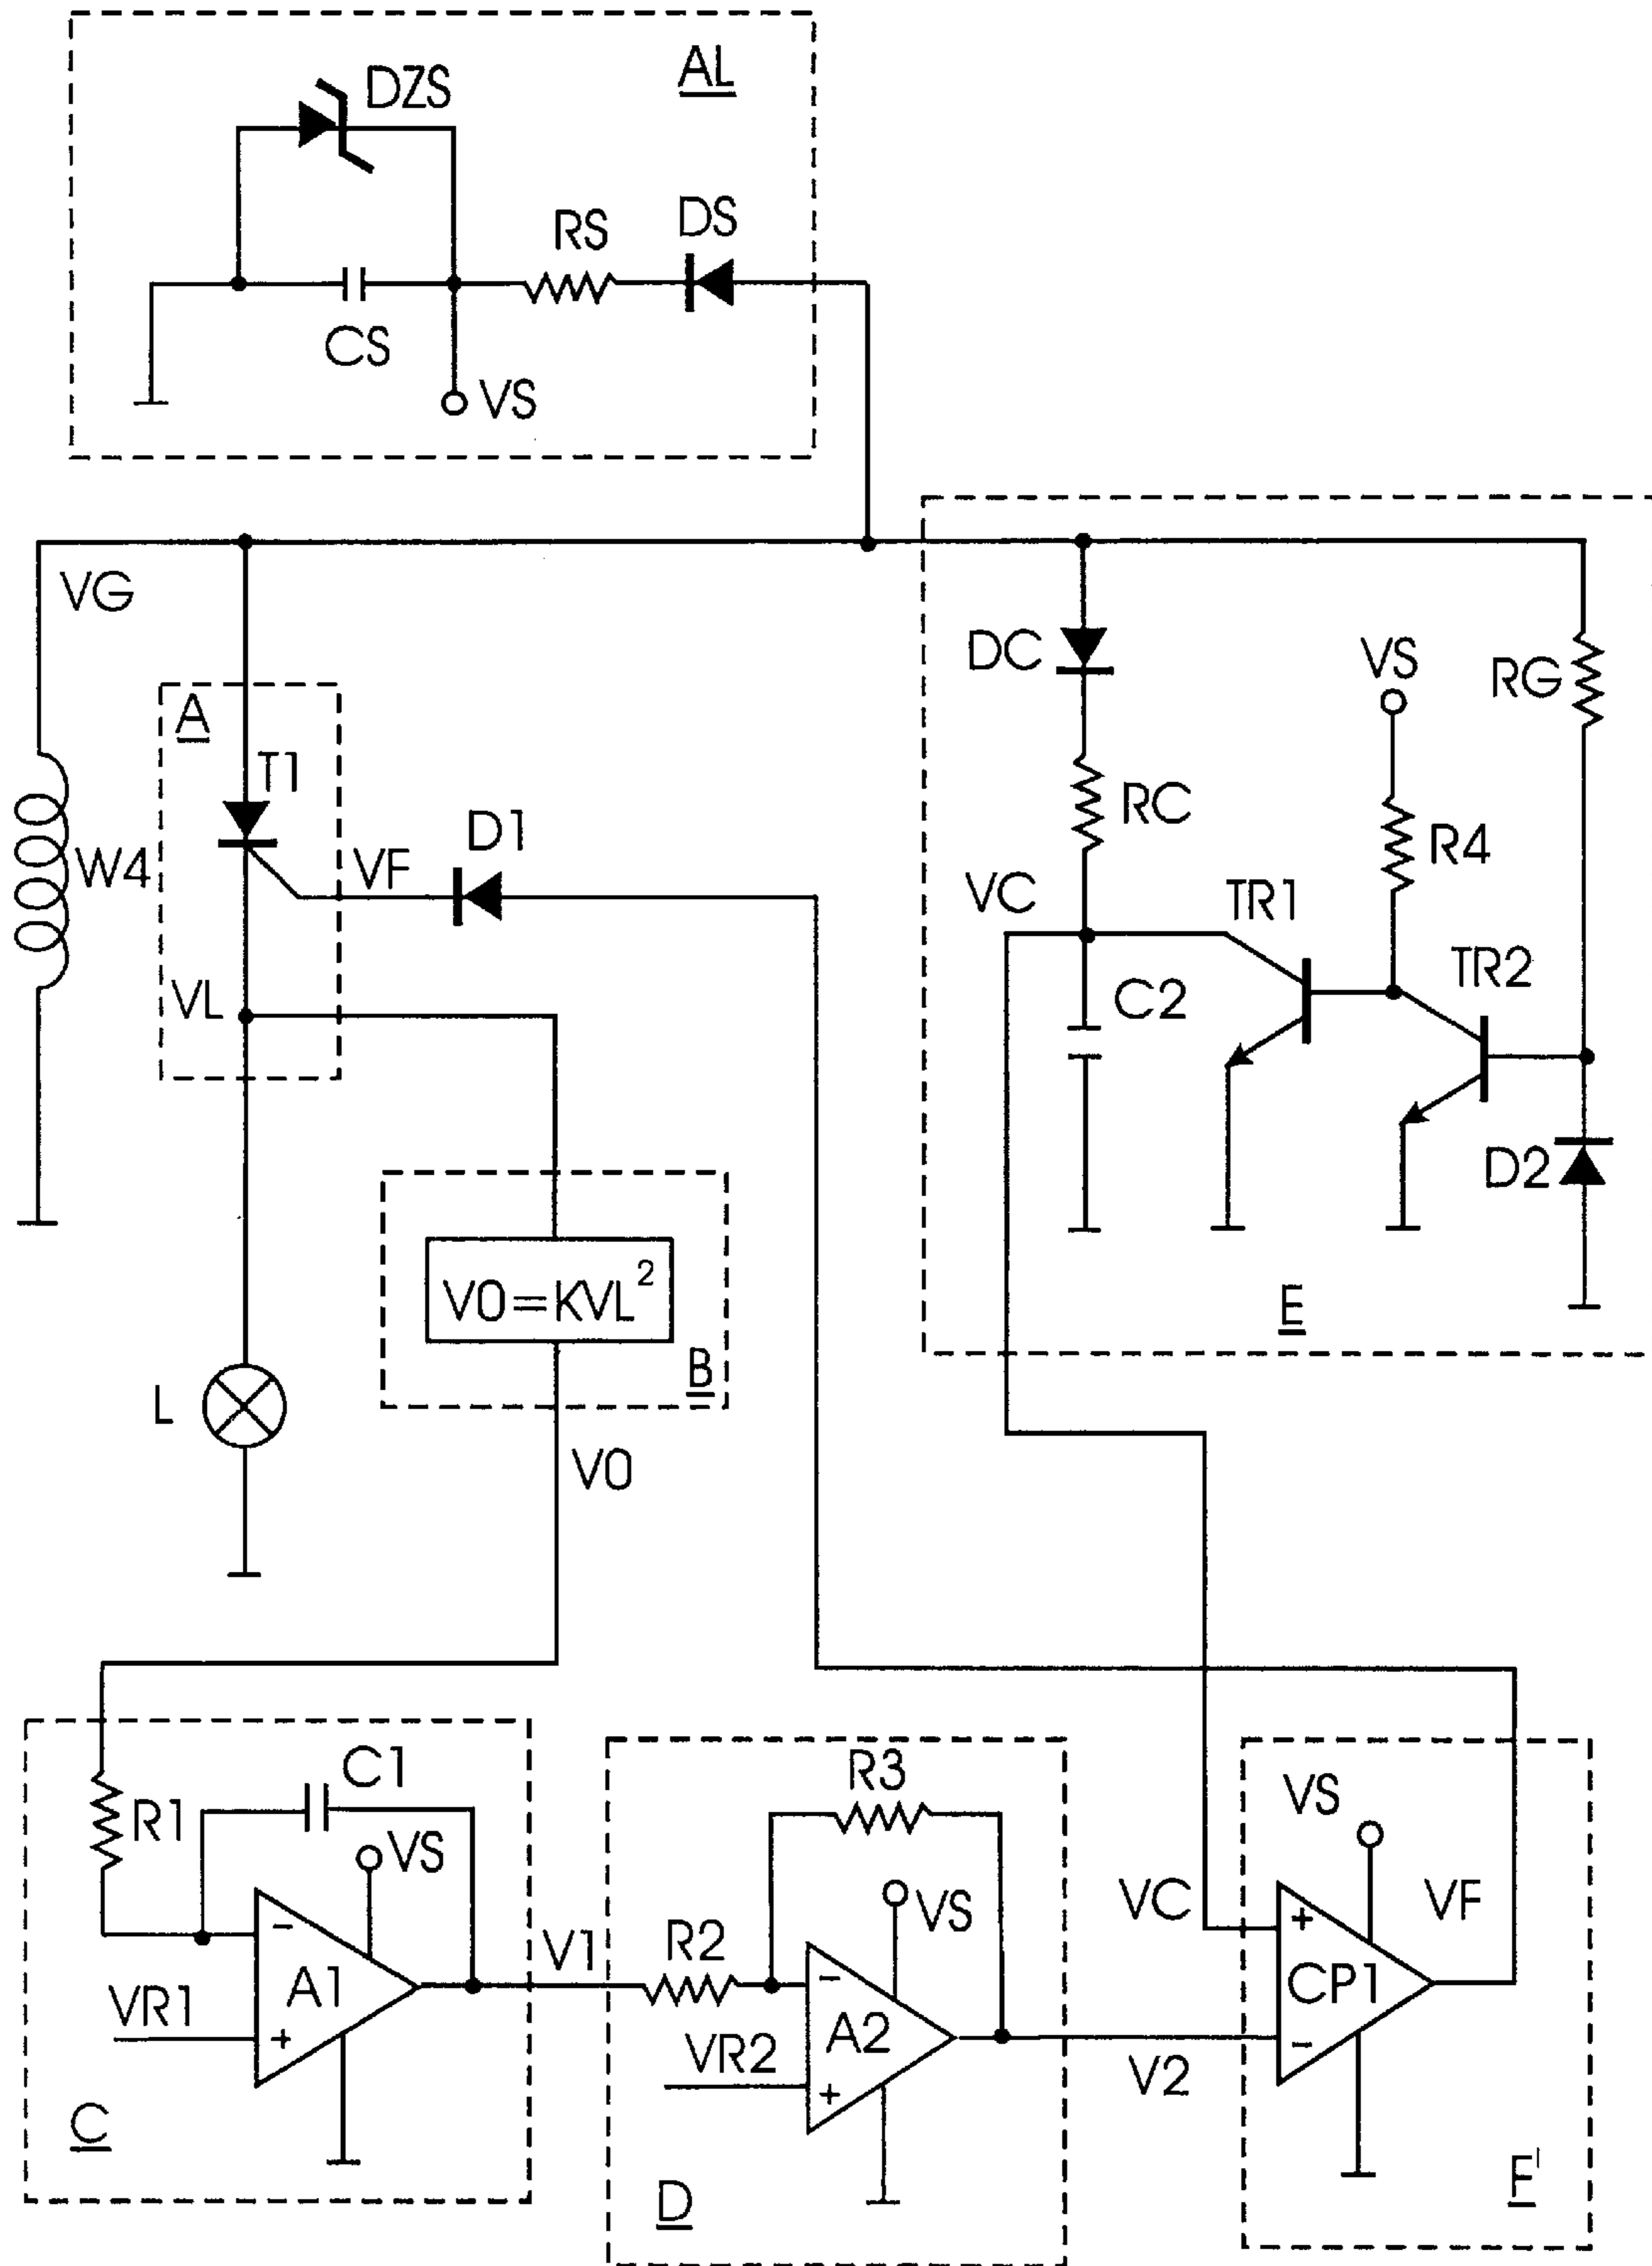 AL
DZS
RS
DS
CS
VS
VG
A
T1
W4
VF
D1
VL
DC
RC
VC
C2
VS
RG
R4
TR1
TR2
D2
E
V0=KVL²
B
L
V0
C1
R1
VS
-
A1
VR1
+
C
V1
R3
R2
VS
-
A2
VR2
+
D
VC
V2
VS
VF
+
CP1
-
F'